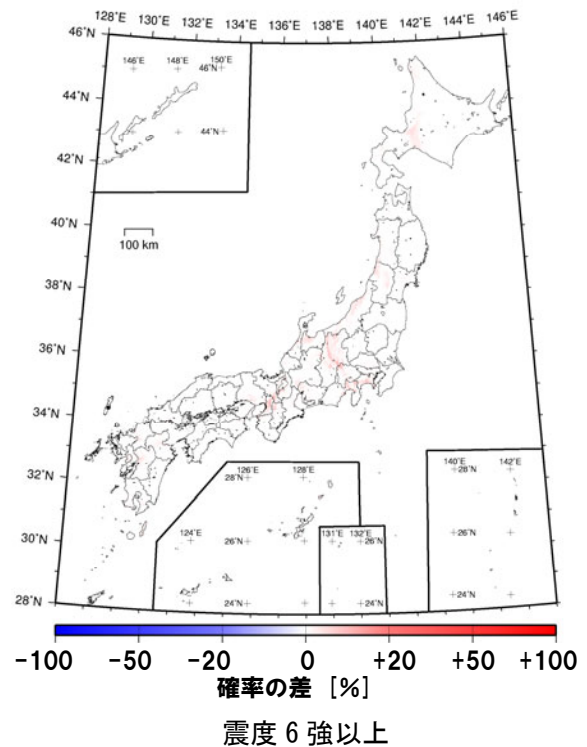 128°E 130°E 132°E 134°E 136°E 138°E 140°E 142°E 144°E 146°E
46°N
146°E 148°E 150°E
46°N
44°N
44°N
42°N
40°N
100 km
38°N
36°N
34°N
32°N
126°E 128°E
28°N
140°E 142°E
28°N
30°N
124°E
26°N
131°E 132°E
26°N
26°N
28°N
24°N
24°N
24°N
-100 -50 -20 0 +20 +50 +100
確率の差 [%]
震度 6 強以上